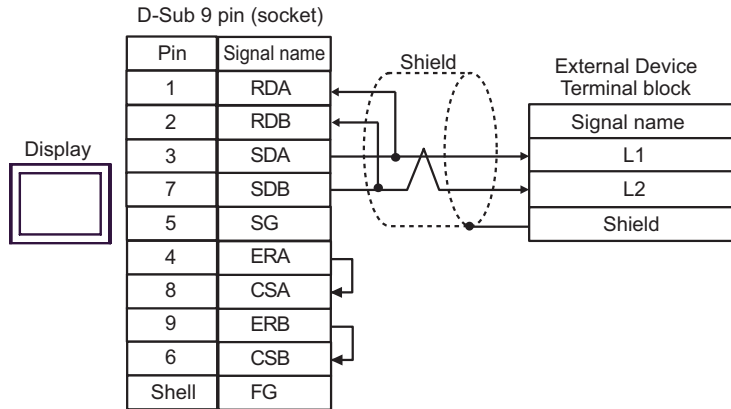 D-Sub 9 pin (socket)
Pin Signal name
1 RDA
2 RDB
3 SDA
7 SDB
5 SG
4 ERA
8 CSA
9 ERB
6 CSB
Shell FG
Display
Shield
External Device
Terminal block
Signal name
L1
L2
Shield